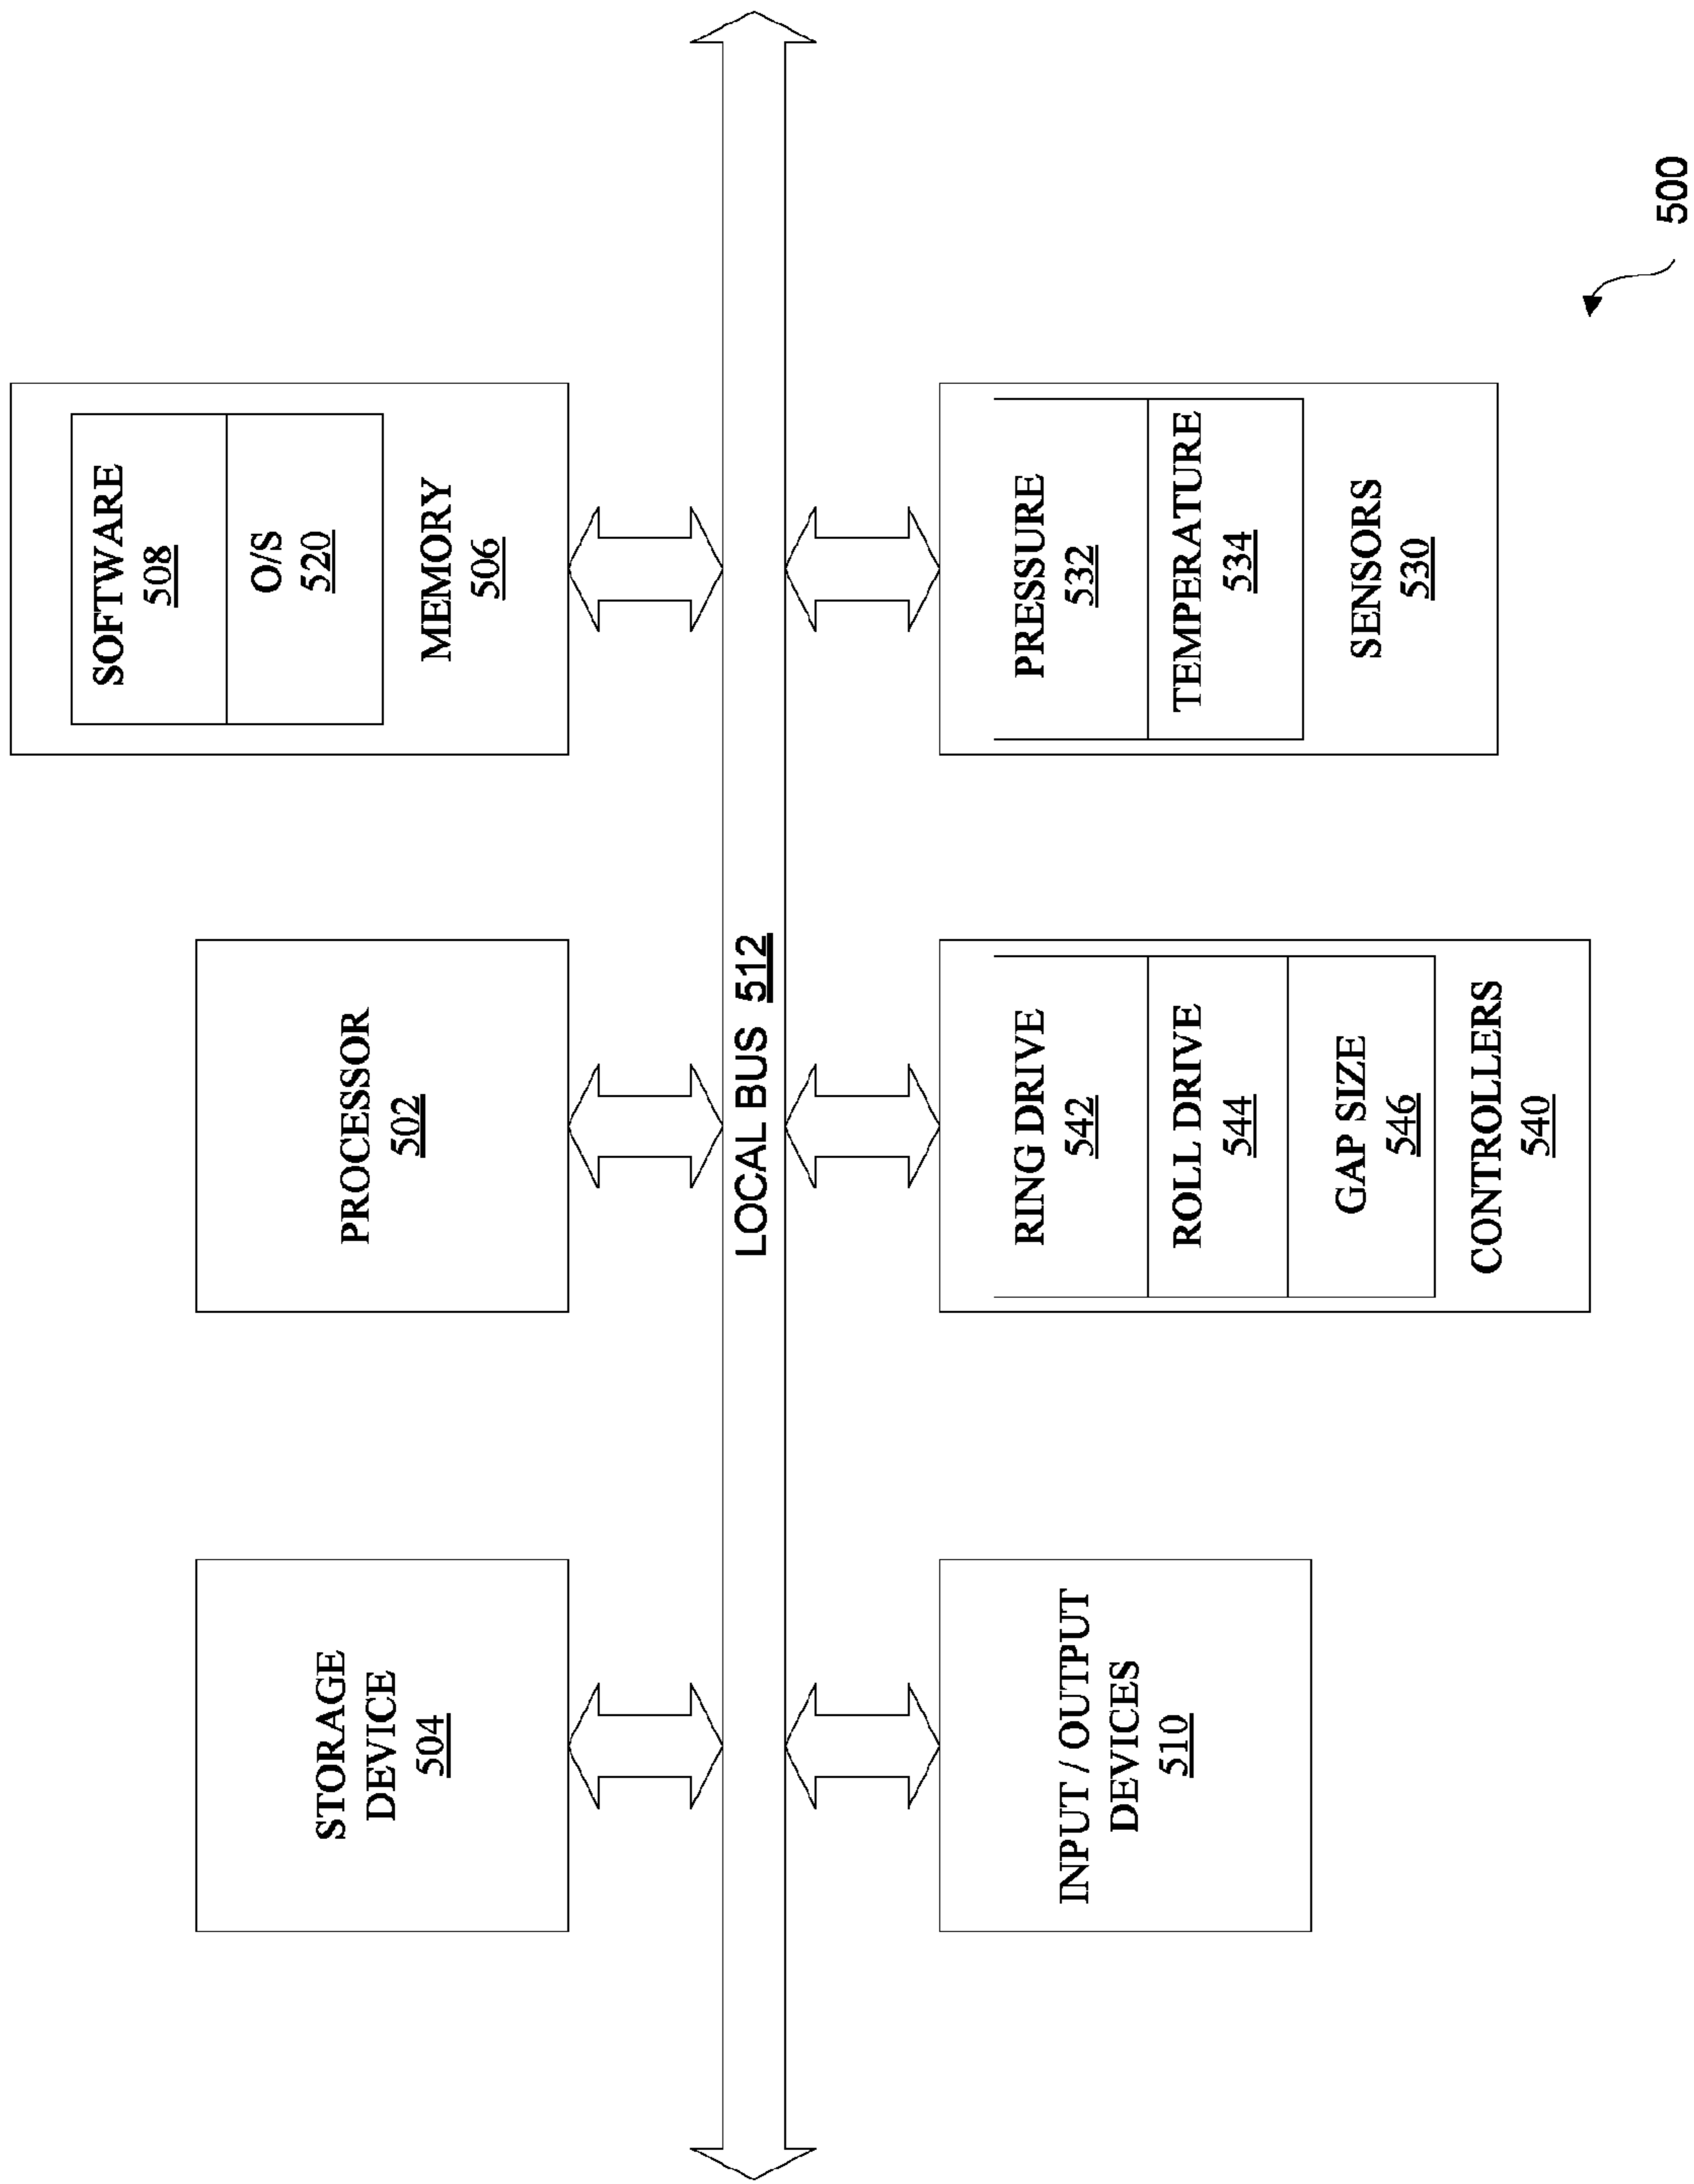 STORAGE
DEVICE
504
PROCESSOR
502
SOFTWARE
508
O/S
520
MEMORY
506
LOCAL BUS 512
INPUT / OUTPUT
DEVICES
510
RING DRIVE
542
ROLL DRIVE
544
GAP SIZE
546
CONTROLLERS
540
PRESSURE
532
TEMPERATURE
534
SENSORS
530
500